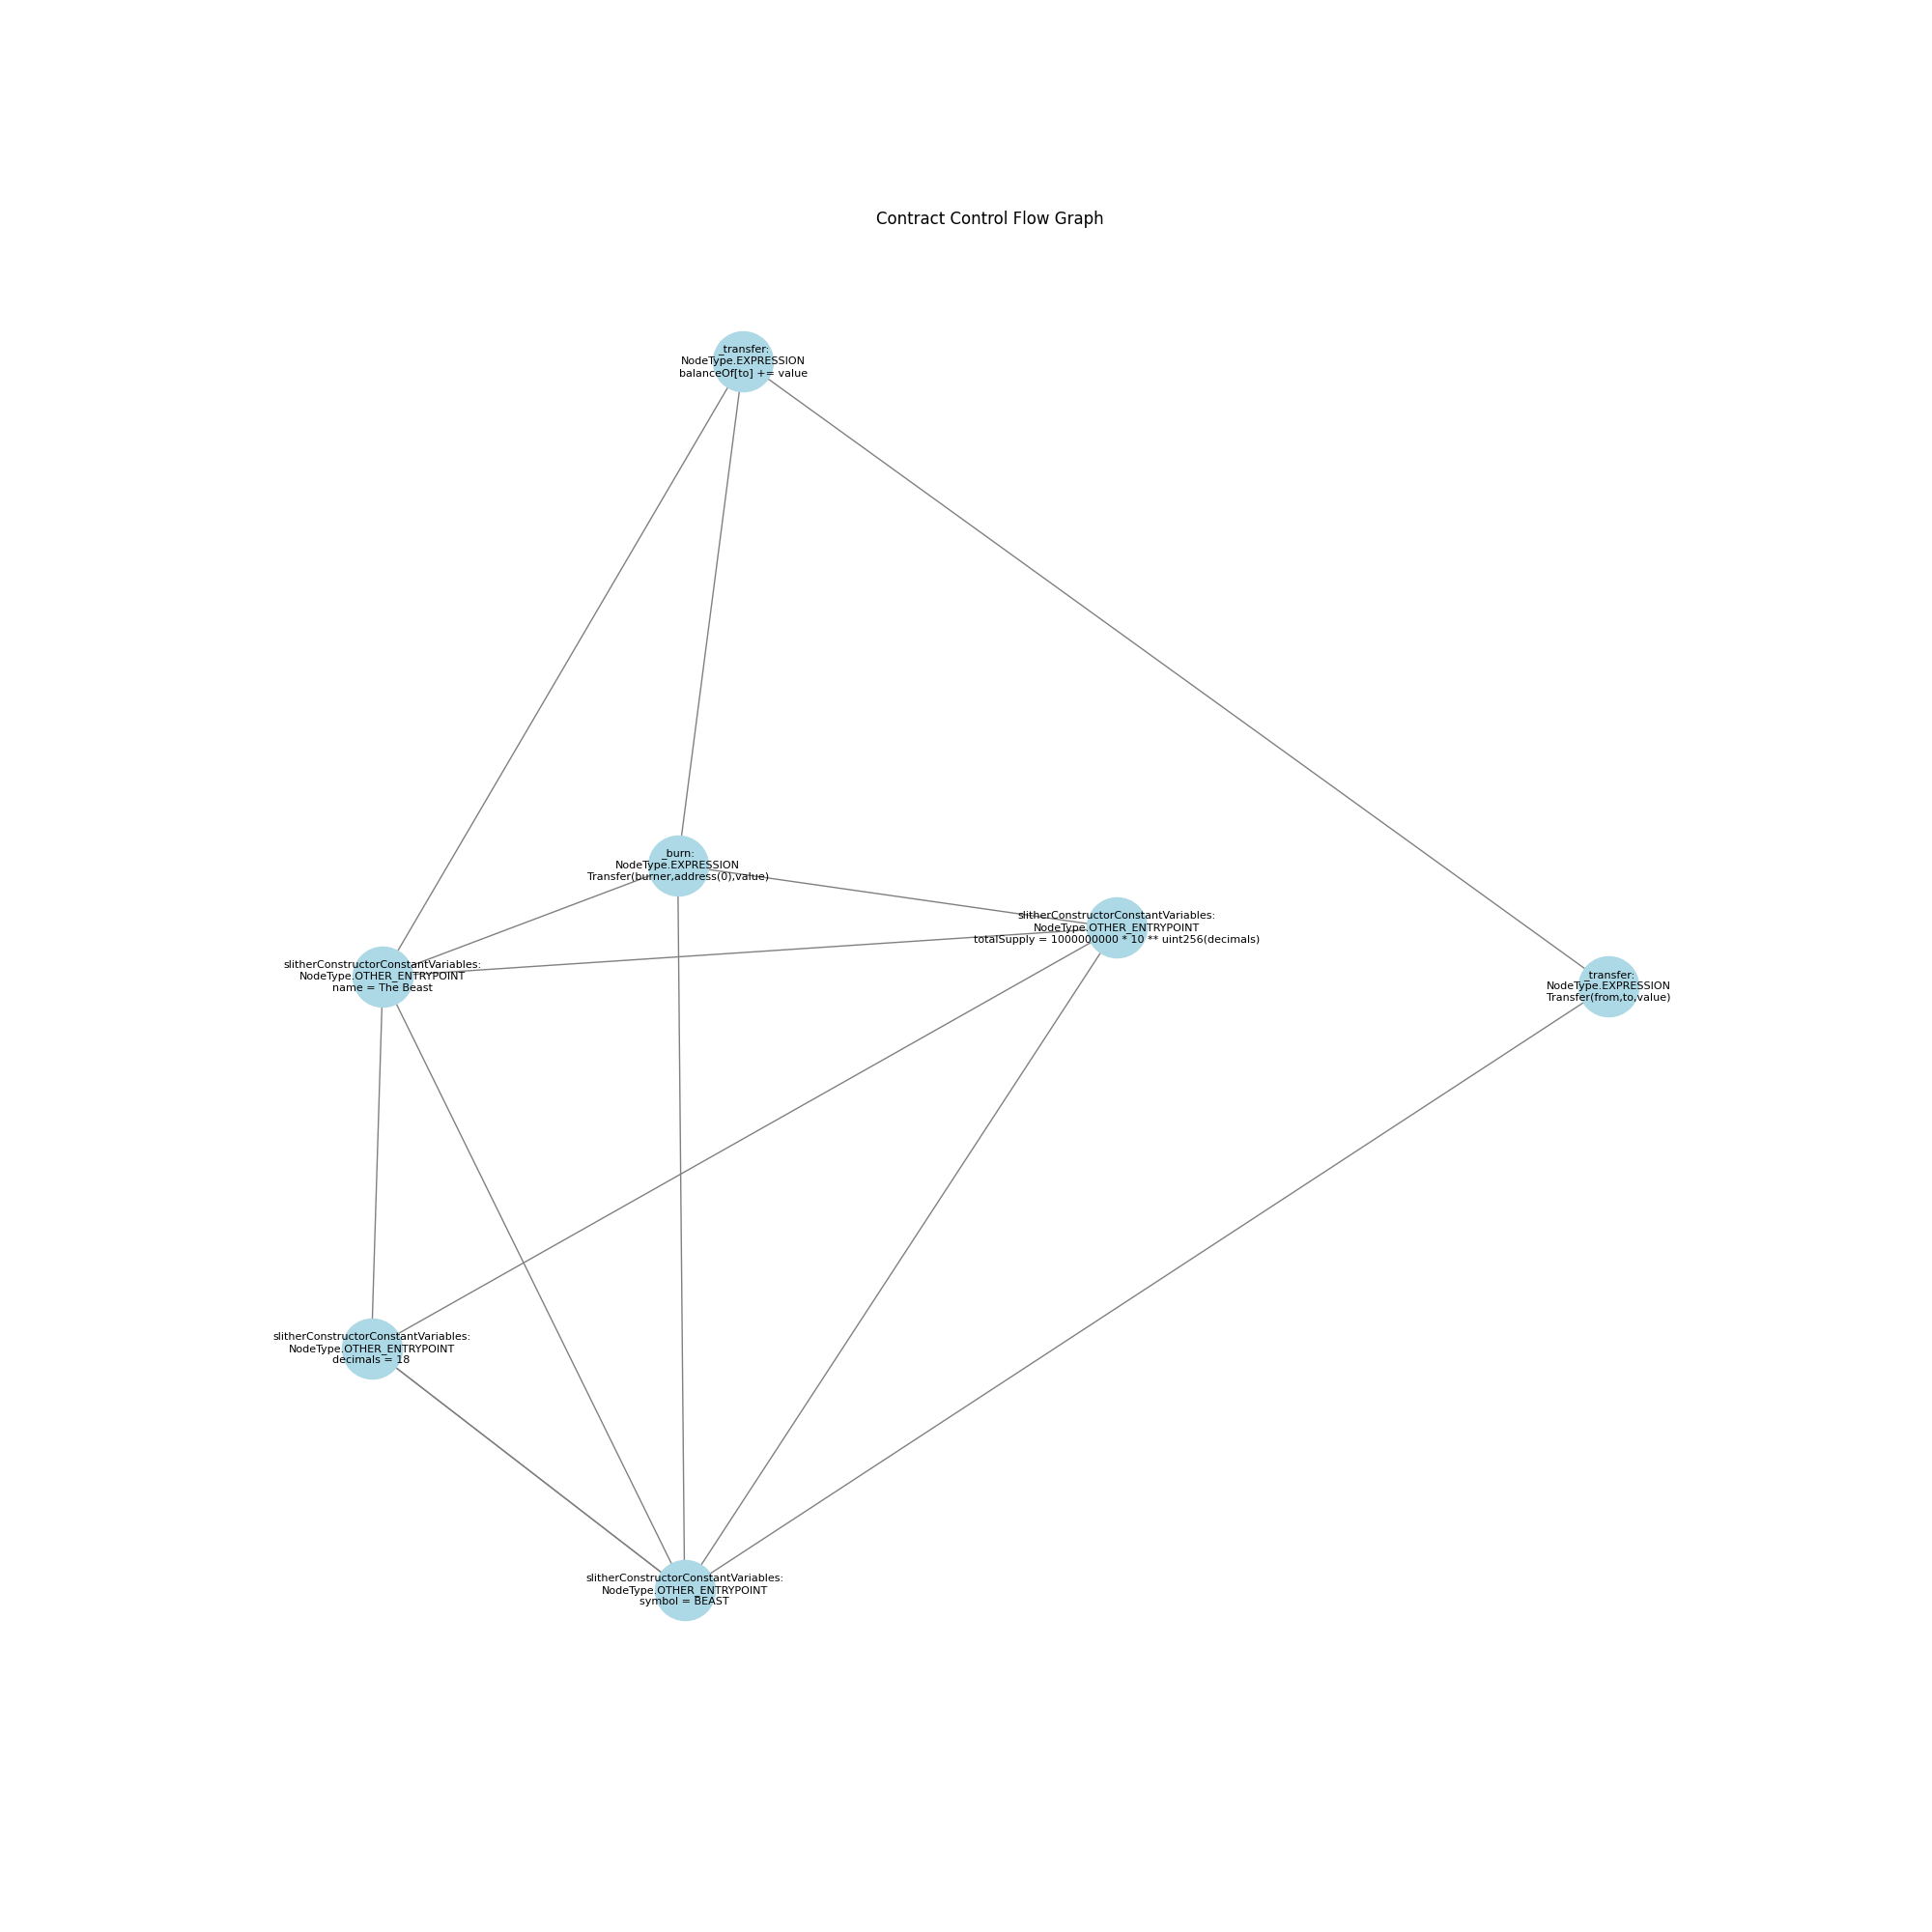 Contract Control Flow Graph
_transfer:
NodeType.EXPRESSION
balanceOf[to] += value
_burn:
NodeType.EXPRESSION
Transfer(burner,address(0),value)
slitherConstructorConstantVariables:
NodeType.OTHER_ENTRYPOINT
totalSupply = 1000000000 * 10 ** uint256(decimals)
slitherConstructorConstantVariables:
NodeType.OTHER_ENTRYPOINT
name = The Beast
_transfer:
NodeType.EXPRESSION
Transfer(from,to,value)
slitherConstructorConstantVariables:
NodeType.OTHER_ENTRYPOINT
decimals = 18
slitherConstructorConstantVariables:
NodeType.OTHER_ENTRYPOINT
symbol = BEAST